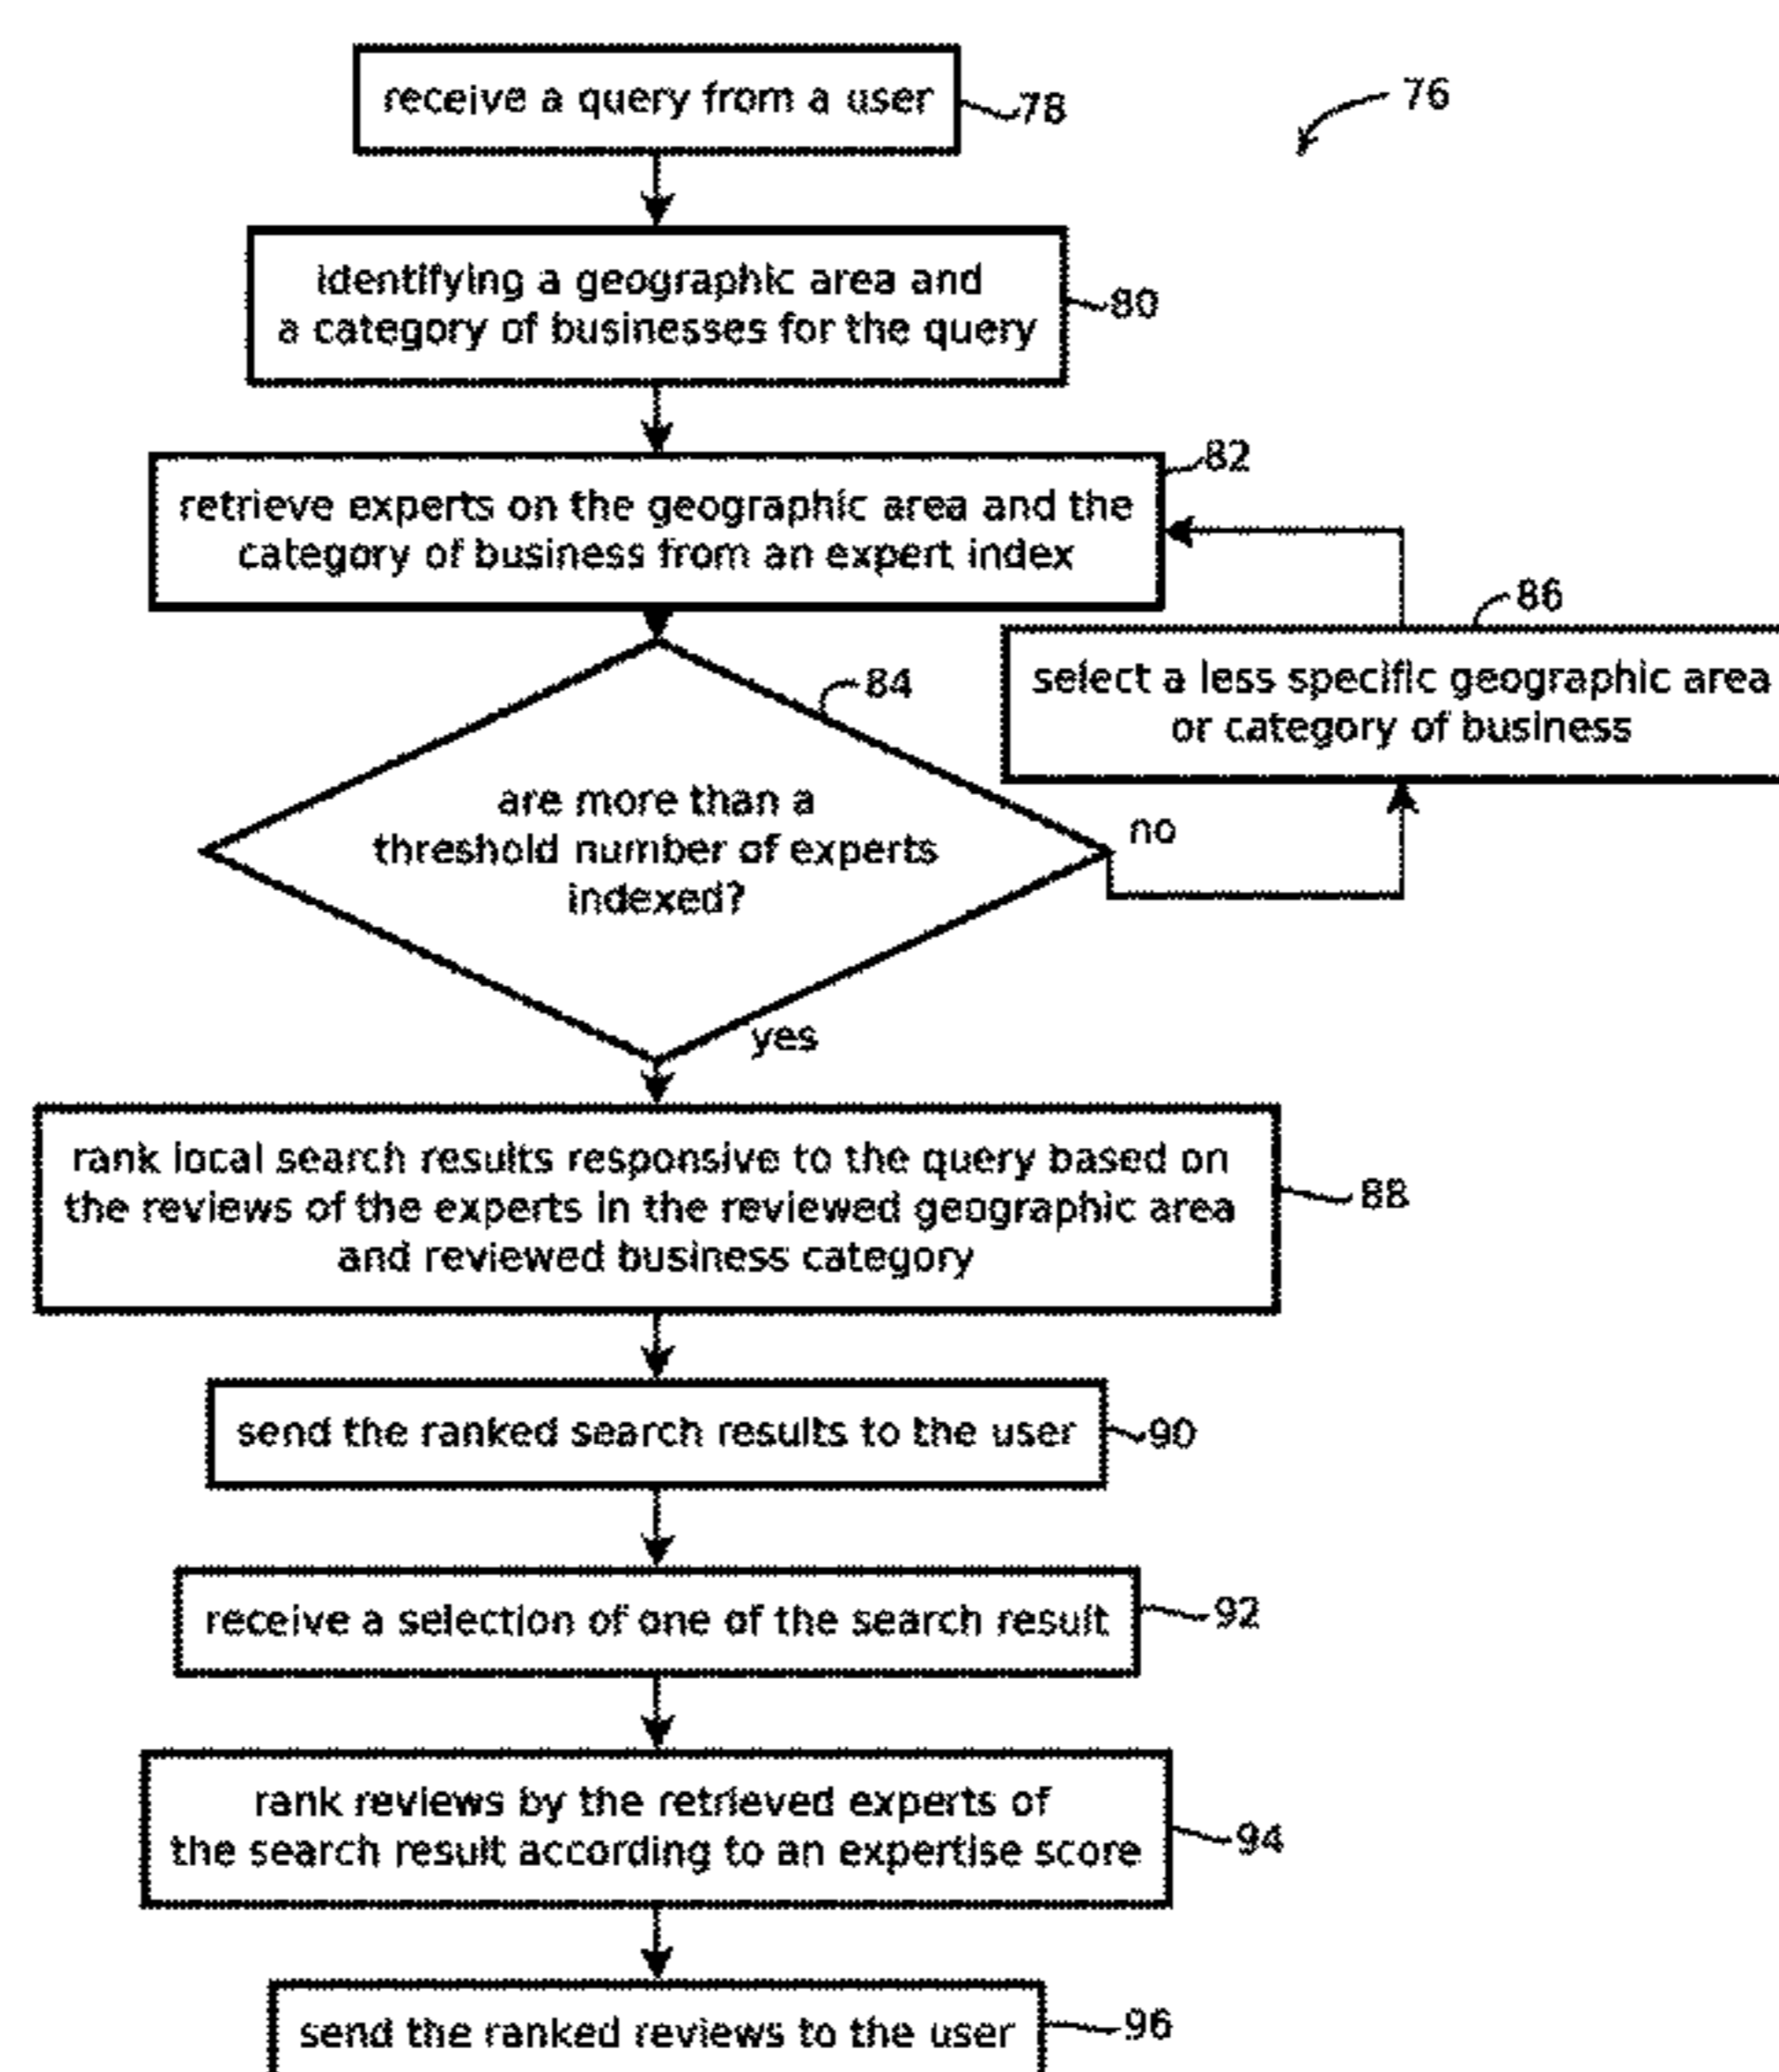 receive a query from a user
78
76
identifying a geographic area and
a category of businesses for the query
80
82
retrieve experts on the geographic area and the
category of business from an expert index
86
select a less specific geographic area
or category of business
84
are more than a
threshold number of experts
indexed?
no
yes
rank local search results responsive to the query based on
the reviews of the experts in the reviewed geographic area
and reviewed business category
88
send the ranked search results to the user
90
receive a selection of one of the search result
92
rank reviews by the retrieved experts of
the search result according to an expertise score
94
send the ranked reviews to the user
96